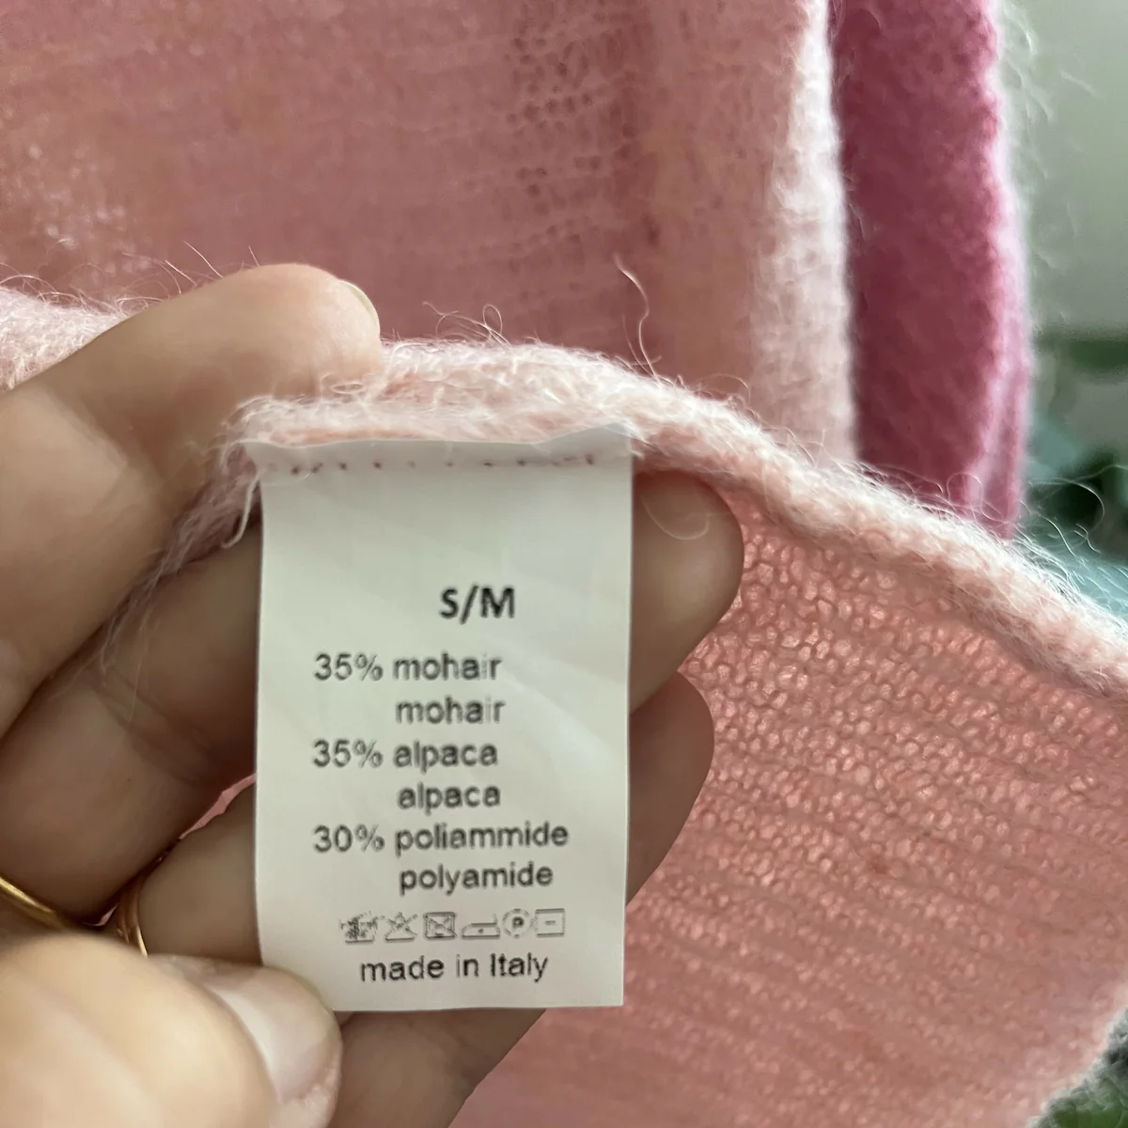 S/M
35% mohair
mohair
35% alpaca
alpaca
30% poliammide
polyamide
P
made in Italy